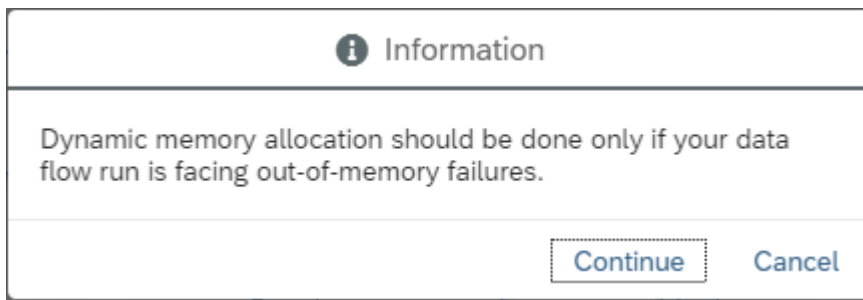 Information
Dynamic memory allocation should be done only if your data
flow run is facing out-of-memory failures.
Continue Cancel